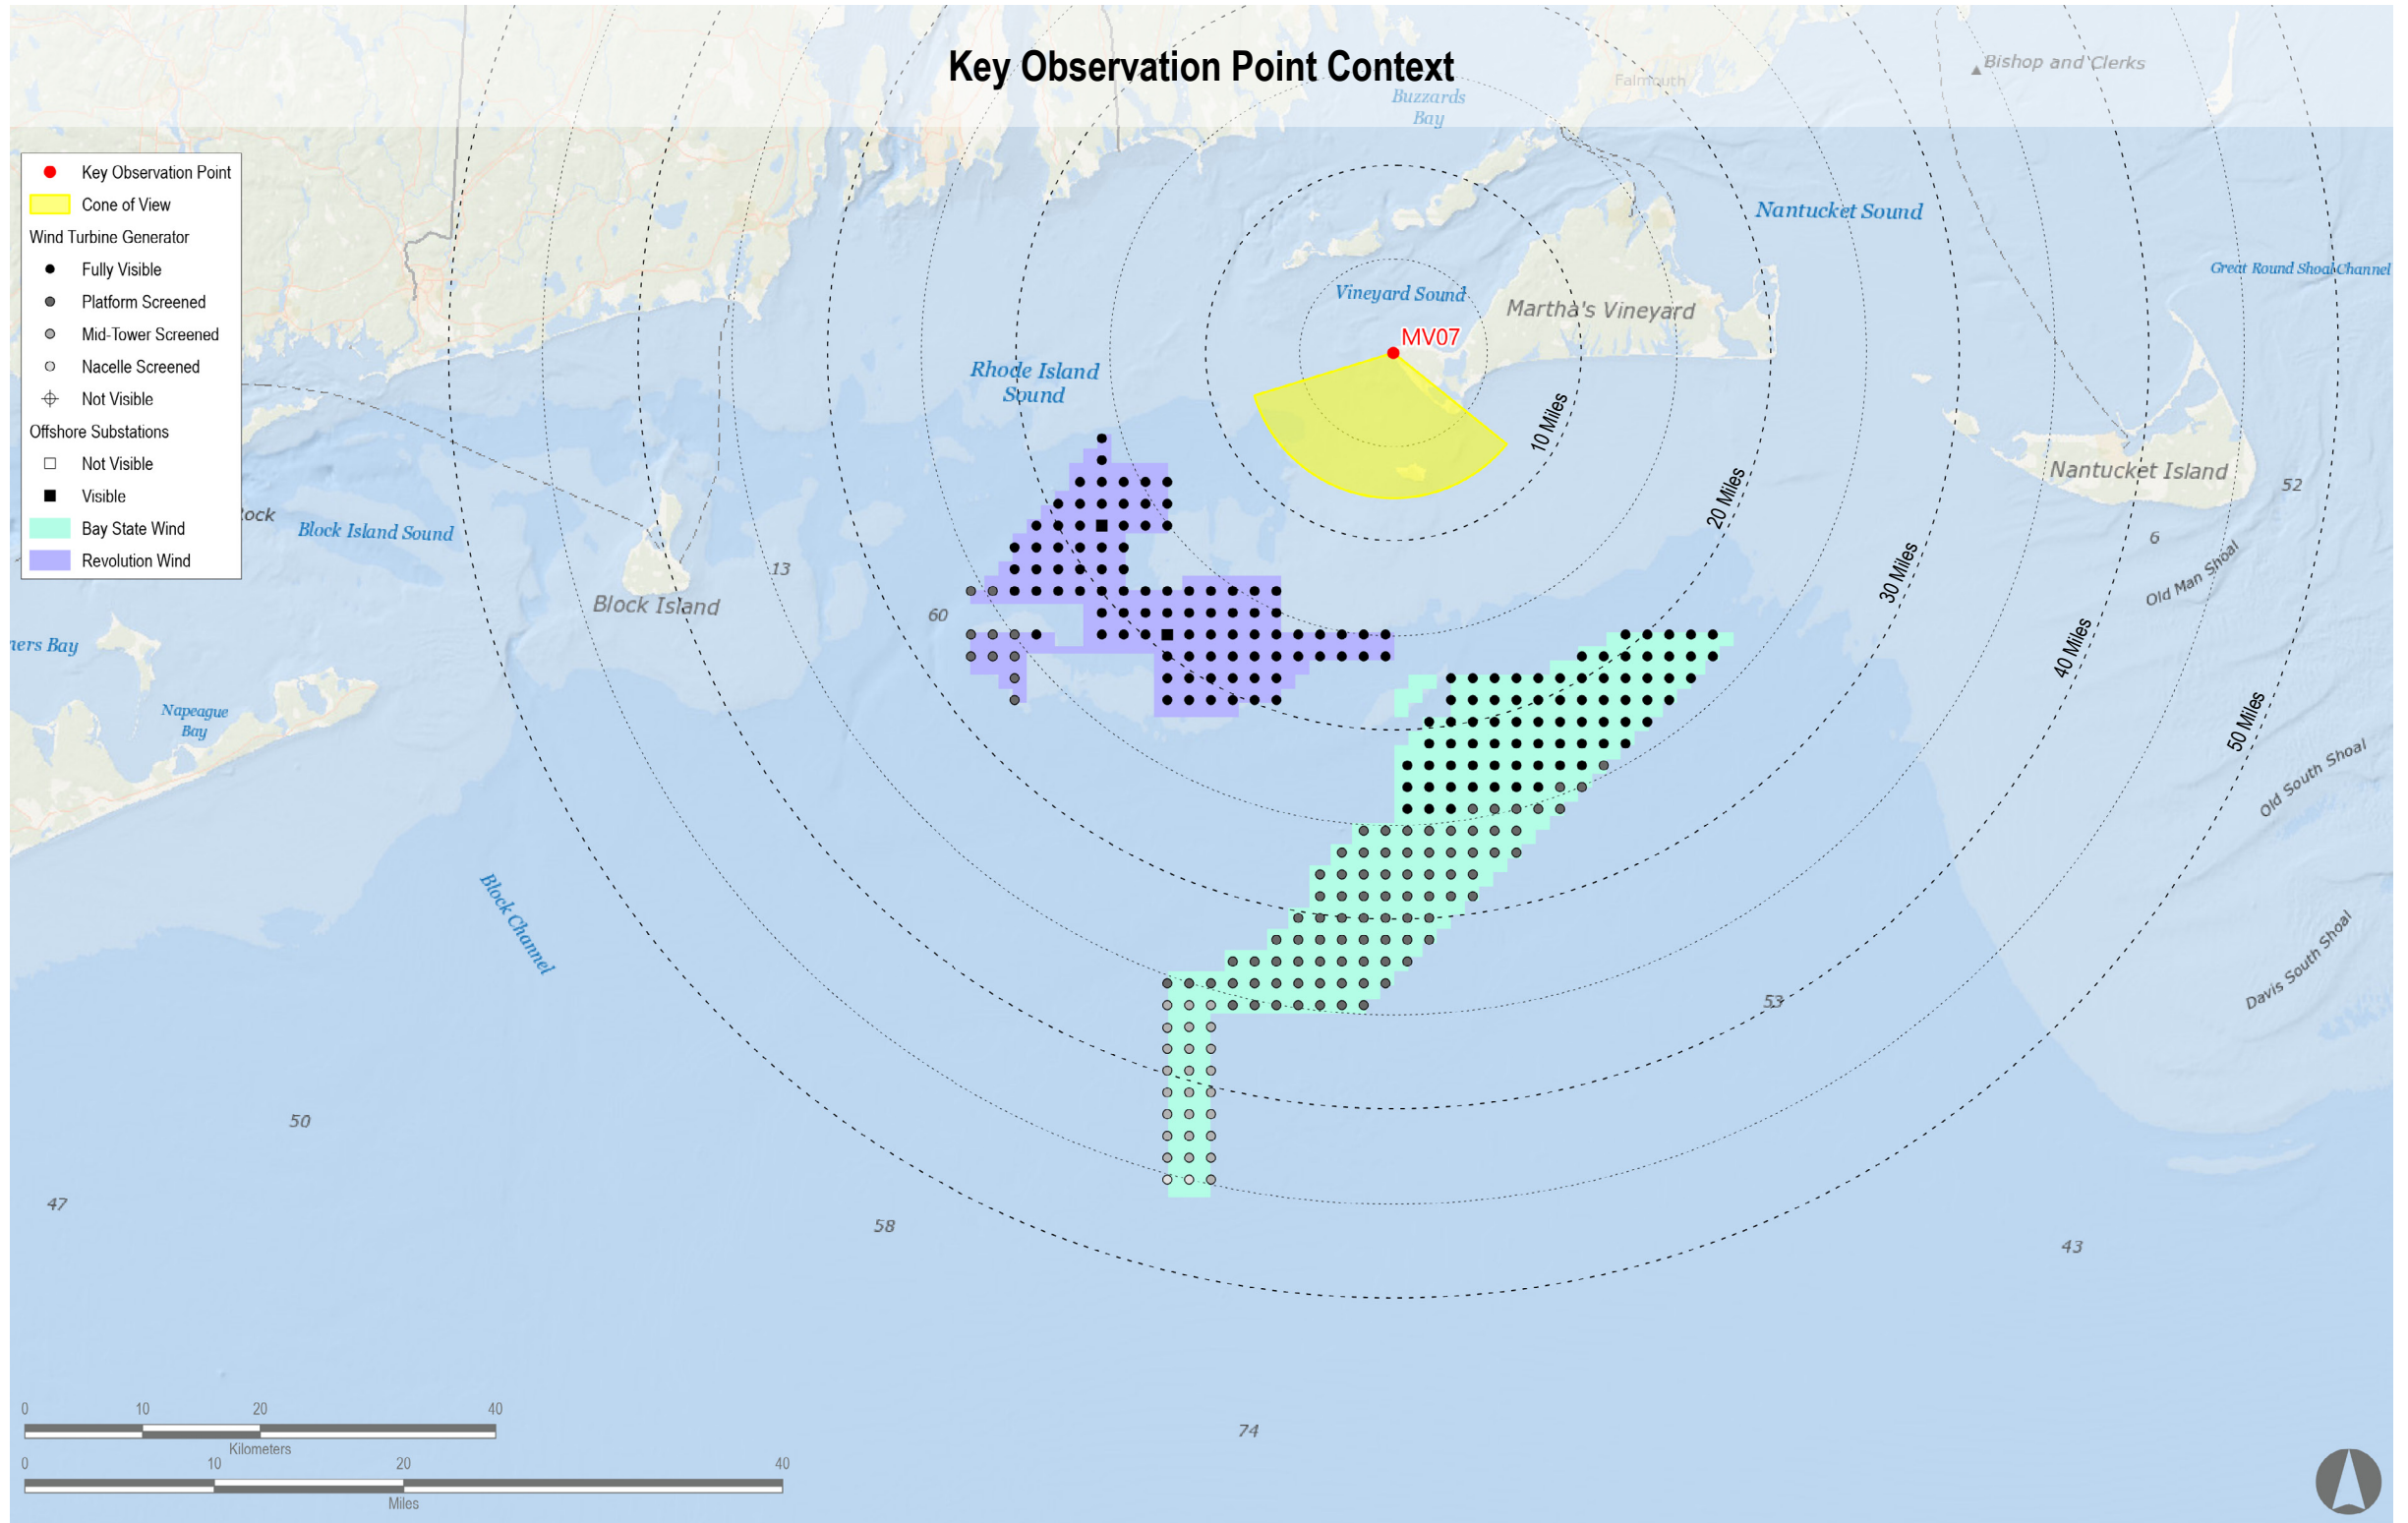 Key Observation Point Context
Bishop and Clerks
Falmouth
Buzzards
Bay
Key Observation Point
Cone of View
Wind Turbine Generator
Fully Visible
Platform Screened
Mid-Tower Screened
Nacelle Screened
Not Visible
Offshore Substations
Not Visible
Visible
Bay State Wind
Revolution Wind
Nantucket Sound
Great Round Shoal Channel
Vineyard Sound
Martha's Vineyard
MV07
Rhode Island
Sound
10 Miles
20 Miles
30 Miles
40 Miles
50 Miles
Nantucket Island
52
6
Old Man Shoal
ock
Block Island Sound
13
Block Island
60
ners Bay
Napeague
Bay
Old South Shoal
Block Channel
Davis South Shoal
53
50
47
58
43
74
0 10 20 40
Kilometers
0 10 20 40
Miles